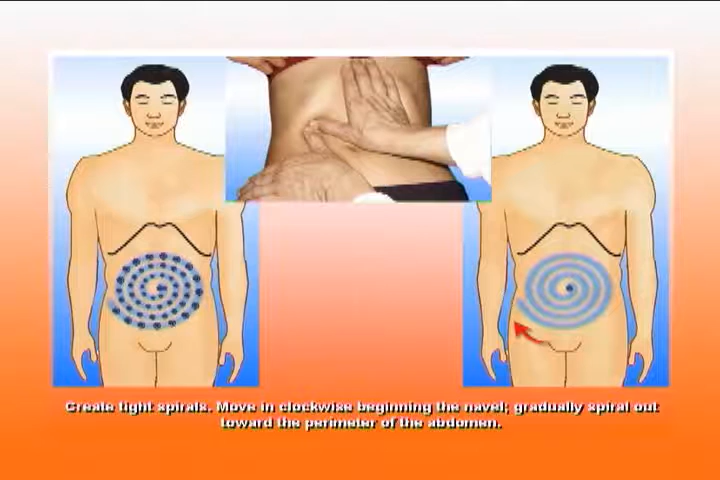 Create tight spirals. Move in clockwise beginning the navel; gradually spiral out
toward the perimeter of the abdomen.